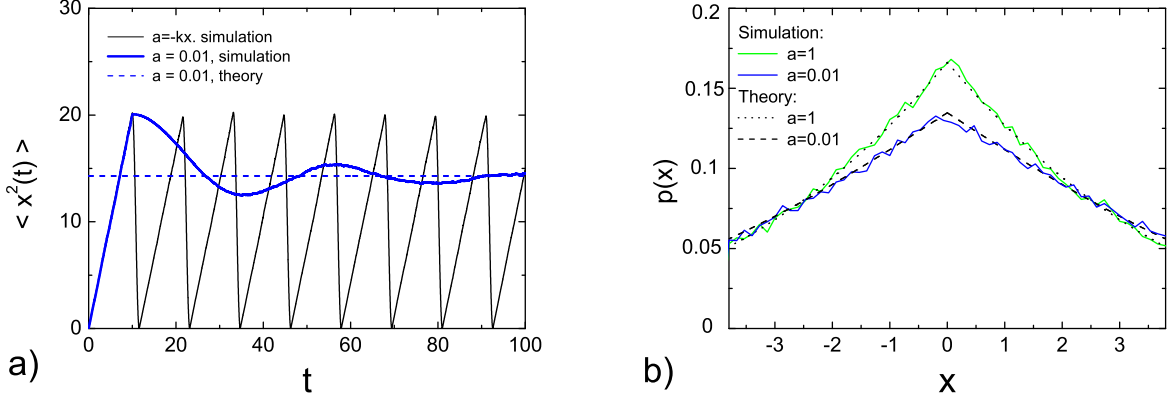 30
20
10
0
< x²(t) >
a=-kx. simulation
a = 0.01, simulation
a = 0.01, theory
0 20 40 60 80 100
t
a)
0.20
0.15
0.10
0.05
0
p(x)
Simulation:
a=1
a=0.01
Theory:
a=1
a=0.01
-3 -2 -1 0 1 2 3
x
b)